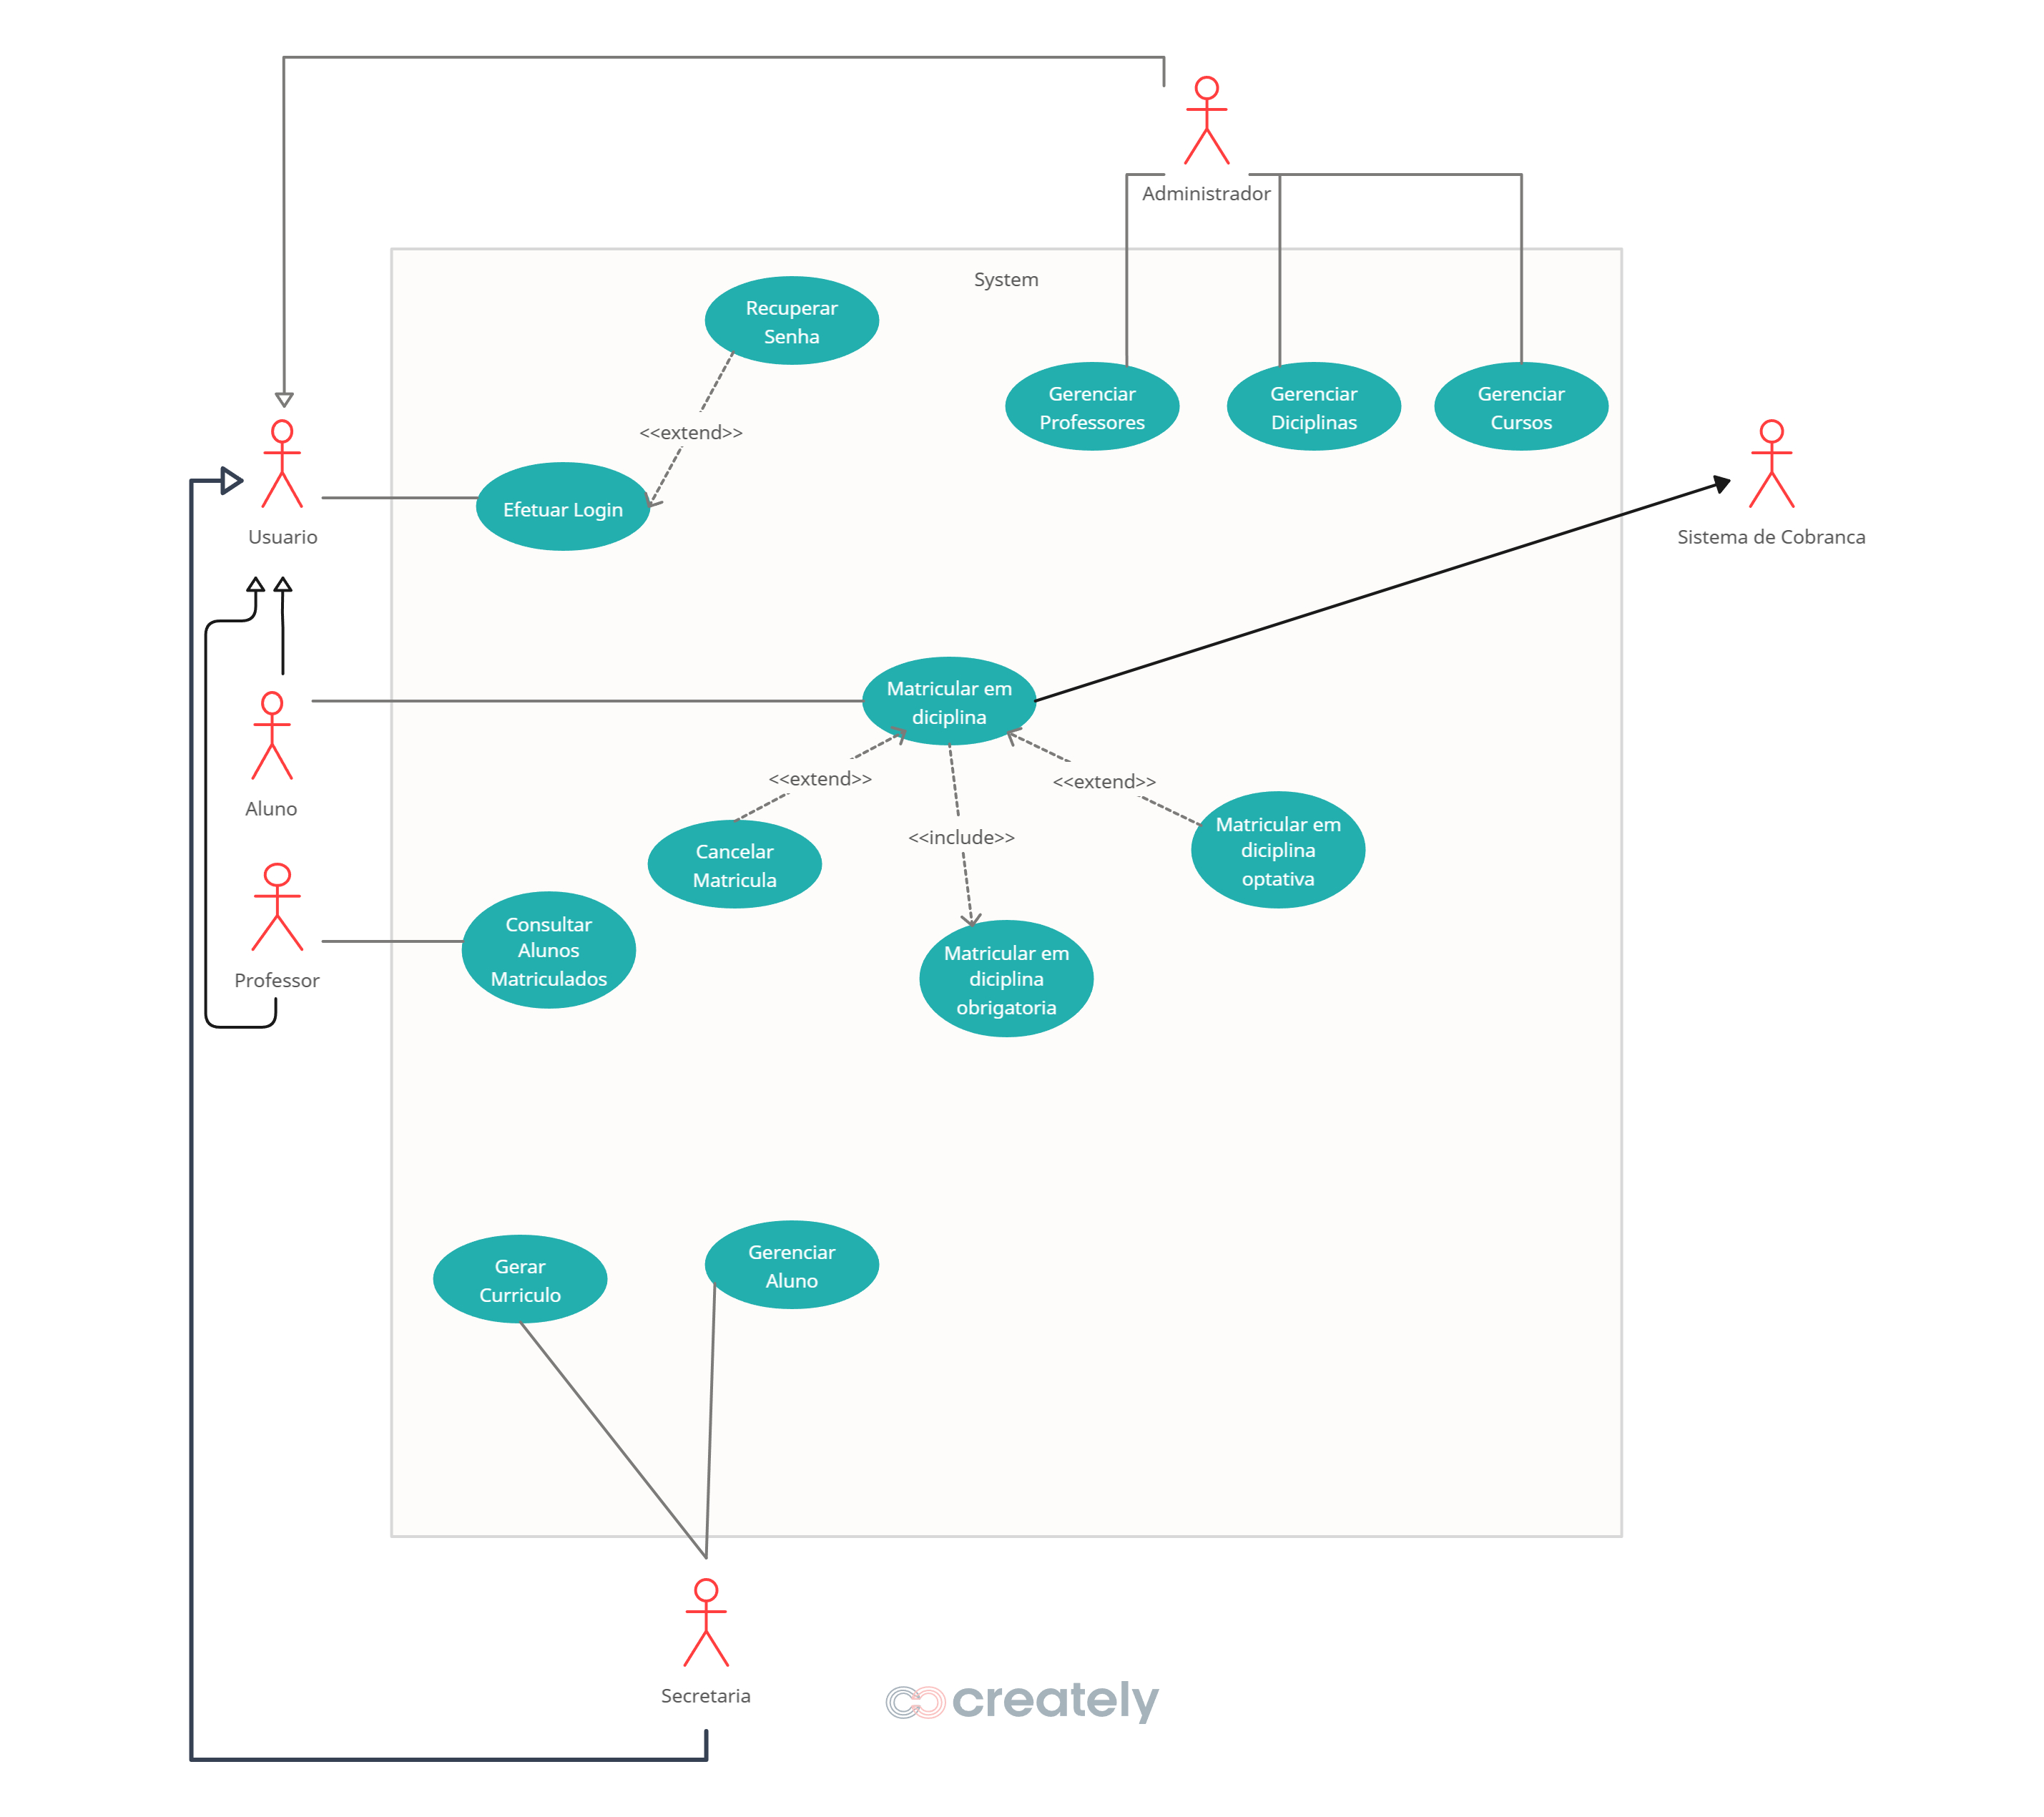 Administrador
System
Recuperar
Senha
Gerenciar
Professores
Gerenciar
Diciplinas
Gerenciar
Cursos
<<extend>>
Efetuar Login
Usuario
Sistema de Cobranca
Matricular em
diciplina
Aluno
<<extend>>
<<extend>>
<<include>>
Cancelar
Matricula
Matricular em
diciplina
optativa
Professor
Consultar
Alunos
Matriculados
Matricular em
diciplina
obrigatoria
Gerar
Curriculo
Gerenciar
Aluno
Secretaria
creately